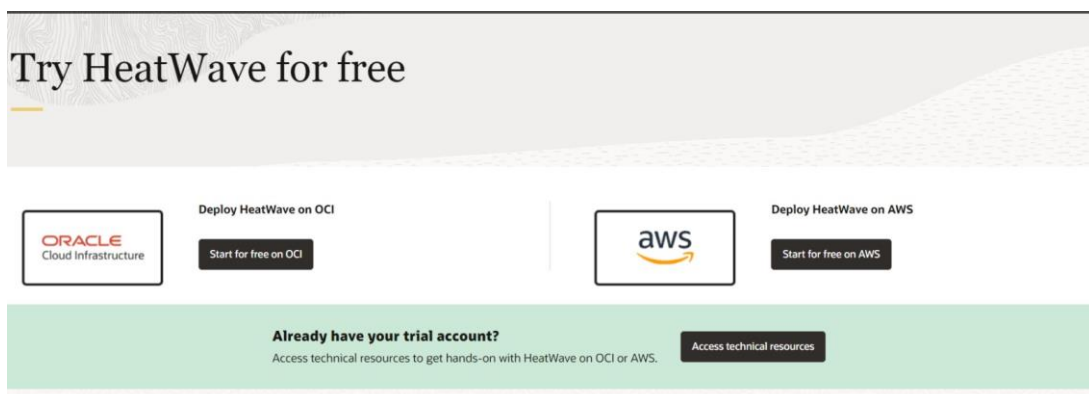 Try HeatWave for free
ORACLE
Cloud Infrastructure
Deploy HeatWave on OCI
Start for free on OCI
aws
Deploy HeatWave on AWS
Start for free on AWS
Already have your trial account?
Access technical resources to get hands-on with HeatWave on OCI or AWS.
Access technical resources